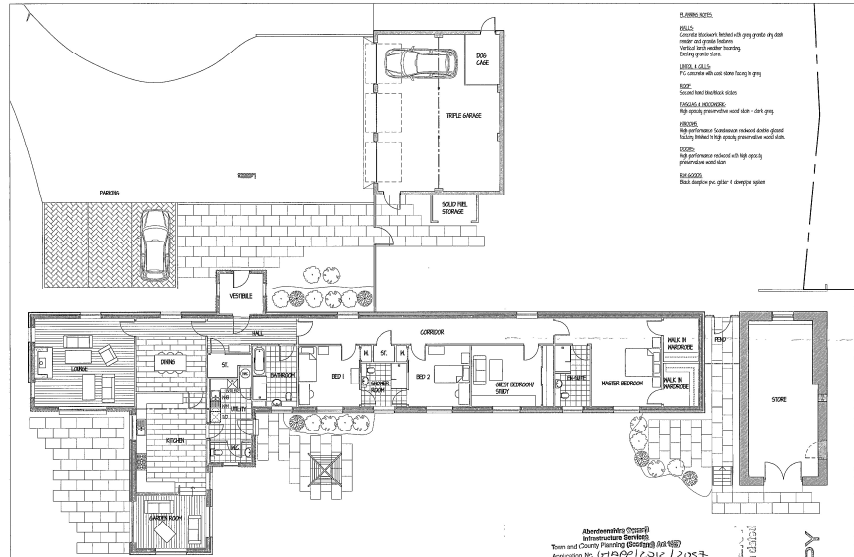 PLANNING NOTES
WALLS:
Concrete blockwork finished with grey granite dry dash
render and granite features
Vertical larch weather boarding.
Existing granite store.
LINTOL & CILLS:
PC concrete with cast stone facing in grey
ROOF
Second hand blue/black slates
FASCIAS & WOODWORK:
High opacity preservative wood stain - dark grey.
WINDOWS
High performance Scandinavian redwood double glazed
factory finished in high opacity preservative wood stain.
DOORS:
High performance redwood with high opacity
preservative wood stain
RW GOODS
Black deepflow pvc gutter & downpipe system
DOG
CAGE
TRIPLE GARAGE
PARKING
SOLID FUEL
STORAGE
VESTIBULE
HALL
CORRIDOR
LOUNGE
DINING
ST.
BATHROOM
BED 1
W.
ST.
W.
SHOWER
ROOM
BED 2
GUEST BEDROOM/
STUDY
EN-SUITE
MASTER BEDROOM
WALK IN
WARDROBE
WALK IN
WARDROBE
PEND
STORE
UTILITY
KITCHEN
W.C.
GARDEN ROOM
Aberdeenshire Council
Infrastructure Services
Town and County Planning (Scotland) Act 1997
Application No.